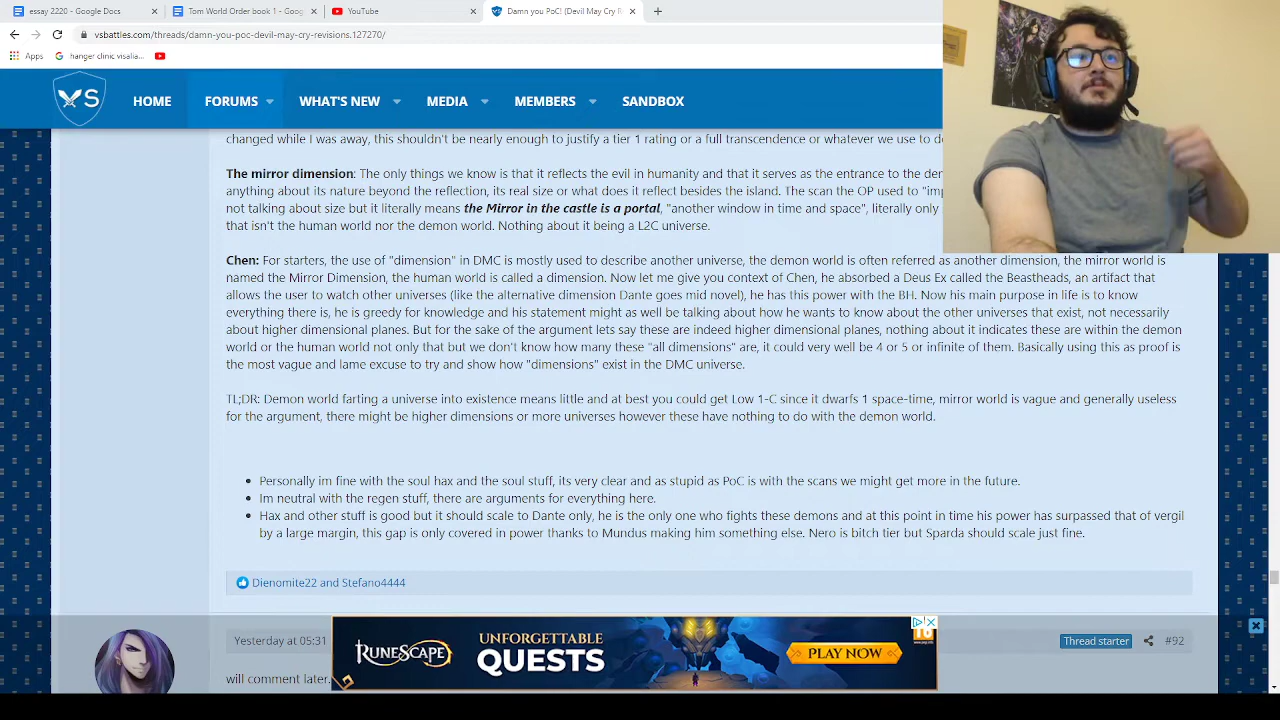 essay 2220 - Google Docs
Tom World Order book 1 - Goog
YouTube
Damn you PoC! (Devil May Cry R
vsbattles.com/threads/damn-you-poc-devil-may-cry-revisions.127270/
Apps
hanger clinic visalia...
VS HOME FORUMS WHAT'S NEW MEDIA MEMBERS SANDBOX
changed while I was away, this shouldn't be nearly enough to justify a tier 1 rating or a full transcendence or whatever we use to de
The mirror dimension: The only things we know is that it reflects the evil in humanity and that it serves as the entrance to the den
anything about its nature beyond the reflection, its real size or what does it reflect besides the island. The scan the OP used to "imp
not talking about size but it literally means the Mirror in the castle is a portal, "another window in time and space", literally only s
that isn't the human world nor the demon world. Nothing about it being a L2C universe.
Chen: For starters, the use of "dimension" in DMC is mostly used to describe another universe, the demon world is often referred as another dimension, the mirror world is
named the Mirror Dimension, the human world is called a dimension. Now let me give you context of Chen, he absorbs a Deus Ex called the Beastheads, an artifact that
allows the user to watch other universes (like the alternative dimension Dante goes mid novel), he has this power with the BH. Now his main purpose in life is to know
everything there is, he is greedy for knowledge and his statement might as well be talking about how he wants to know about the other universes that exist, not necessarily
about higher dimensional planes. But for the sake of the argument lets say these are indeed higher dimensional planes, nothing about it indicates these are within the demon
world or the human world not only that but we don't know how many these "all dimensions" are, it could very well be 4 or 5 or infinite of them. Basically using this as proof is
the most vague and lame excuse to try and show how "dimensions" exist in the DMC universe.
TL;DR: Demon world farting a universe into existence means little and at best you could get Low 1-C since it dwarfs 1 space-time, mirror world is vague and generally useless
for the argument, there might be higher dimensions or more universes however these have nothing to do with the demon world.
Personally im fine with the soul hax and the soul stuff, its very clear and as stupid as PoC is with the scans we might get more in the future.
Im neutral with the regen stuff, there are arguments for everything here.
Hax and other stuff is good but it should scale to Dante only, he is the only one who fights these demons and at this point in time his power has surpassed that of vergil
by a large margin, this gap is only covered in power thanks to Mundus making him something else. Nero is bitch tier but Sparda should scale just fine.
Dienomite22 and Stefano4444
Yesterday at 05:31
Thread starter
#92
RUNESCAPE
UNFORGETTABLE
QUESTS
PLAY NOW
will comment later.